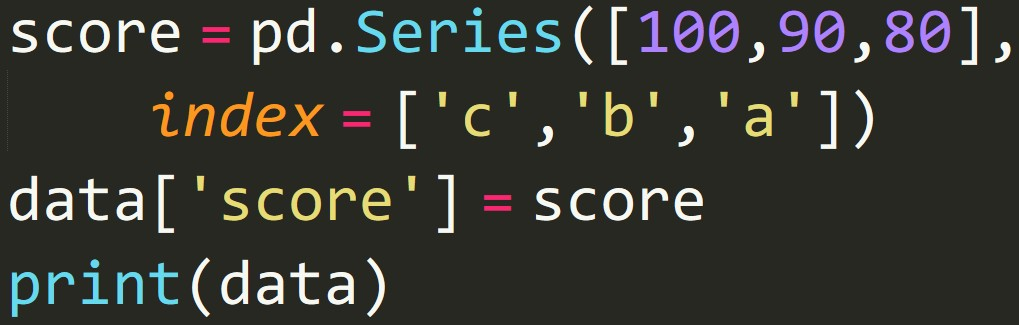 score = pd.Series([100,90,80],
index = ['c','b','a'])
data['score'] = score
print(data)